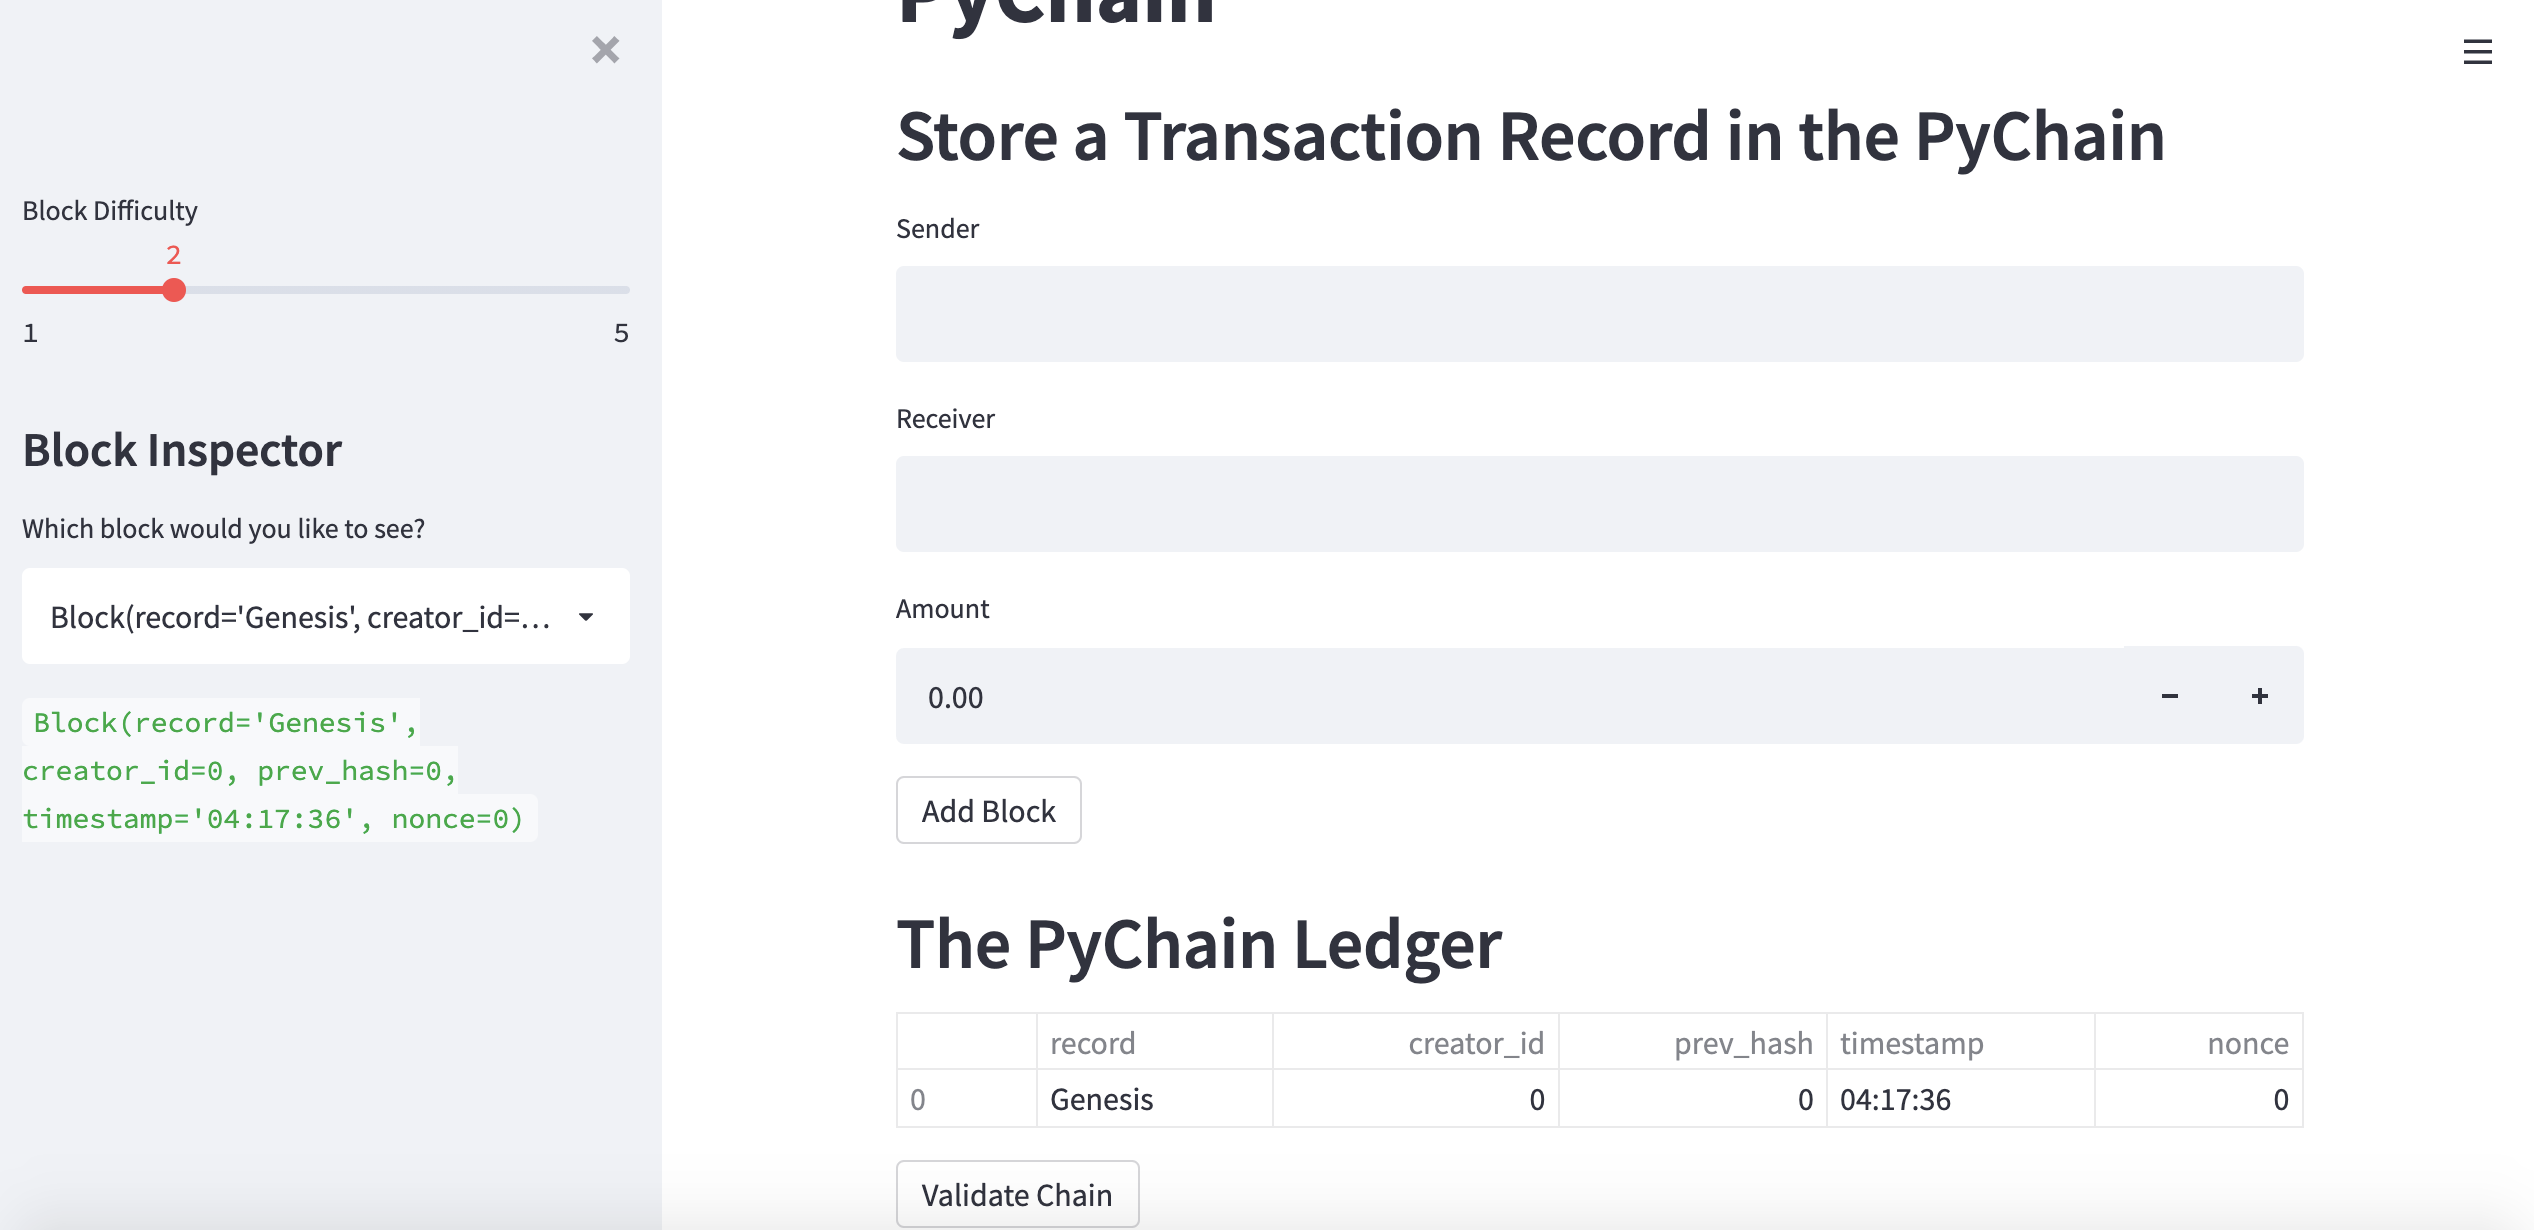 Block Difficulty
2
1 5
Block Inspector
Which block would you like to see?
Block(record='Genesis', creator_id=...
Block(record='Genesis',
creator_id=0, prev_hash=0,
timestamp='04:17:36', nonce=0)
PyChain
Store a Transaction Record in the PyChain
Sender
Receiver
Amount
0.00 − +
Add Block
The PyChain Ledger
record creator_id prev_hash timestamp nonce
0 Genesis 0 0 04:17:36 0
Validate Chain